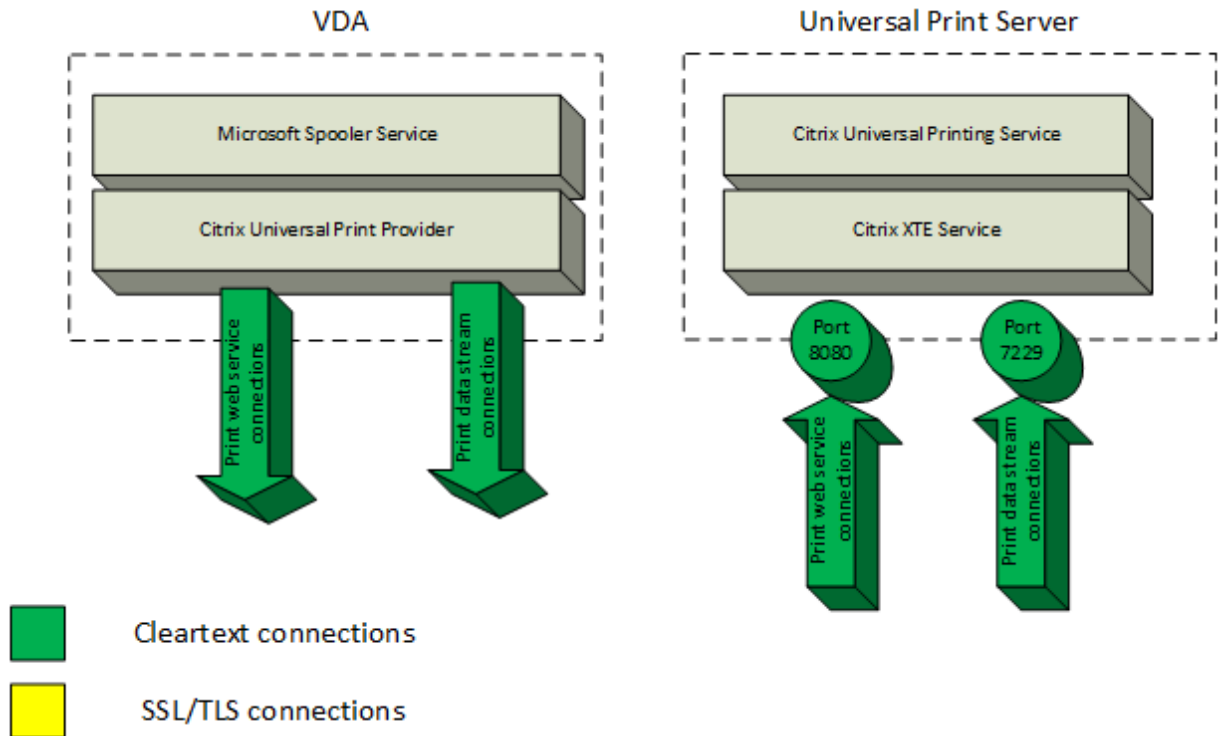 VDA
Universal Print Server
Microsoft Spooler Service
Citrix Universal Print Provider
Citrix Universal Printing Service
Citrix XTE Service
Print web service
connections
Print data stream
connections
Port
8080
Port
7229
Print web service
connections
Print data stream
connections
Cleartext connections
SSL/TLS connections